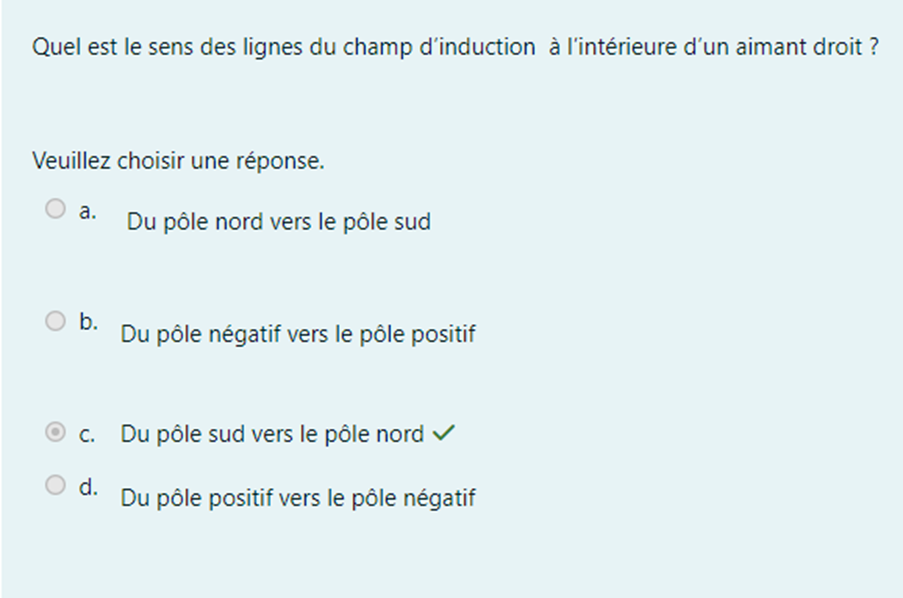 Quel est le sens des lignes du champ d'induction à l'intérieure d'un aimant droit ?
Veuillez choisir une réponse.
a. Du pôle nord vers le pôle sud
b. Du pôle négatif vers le pôle positif
c. Du pôle sud vers le pôle nord ✓
d. Du pôle positif vers le pôle négatif